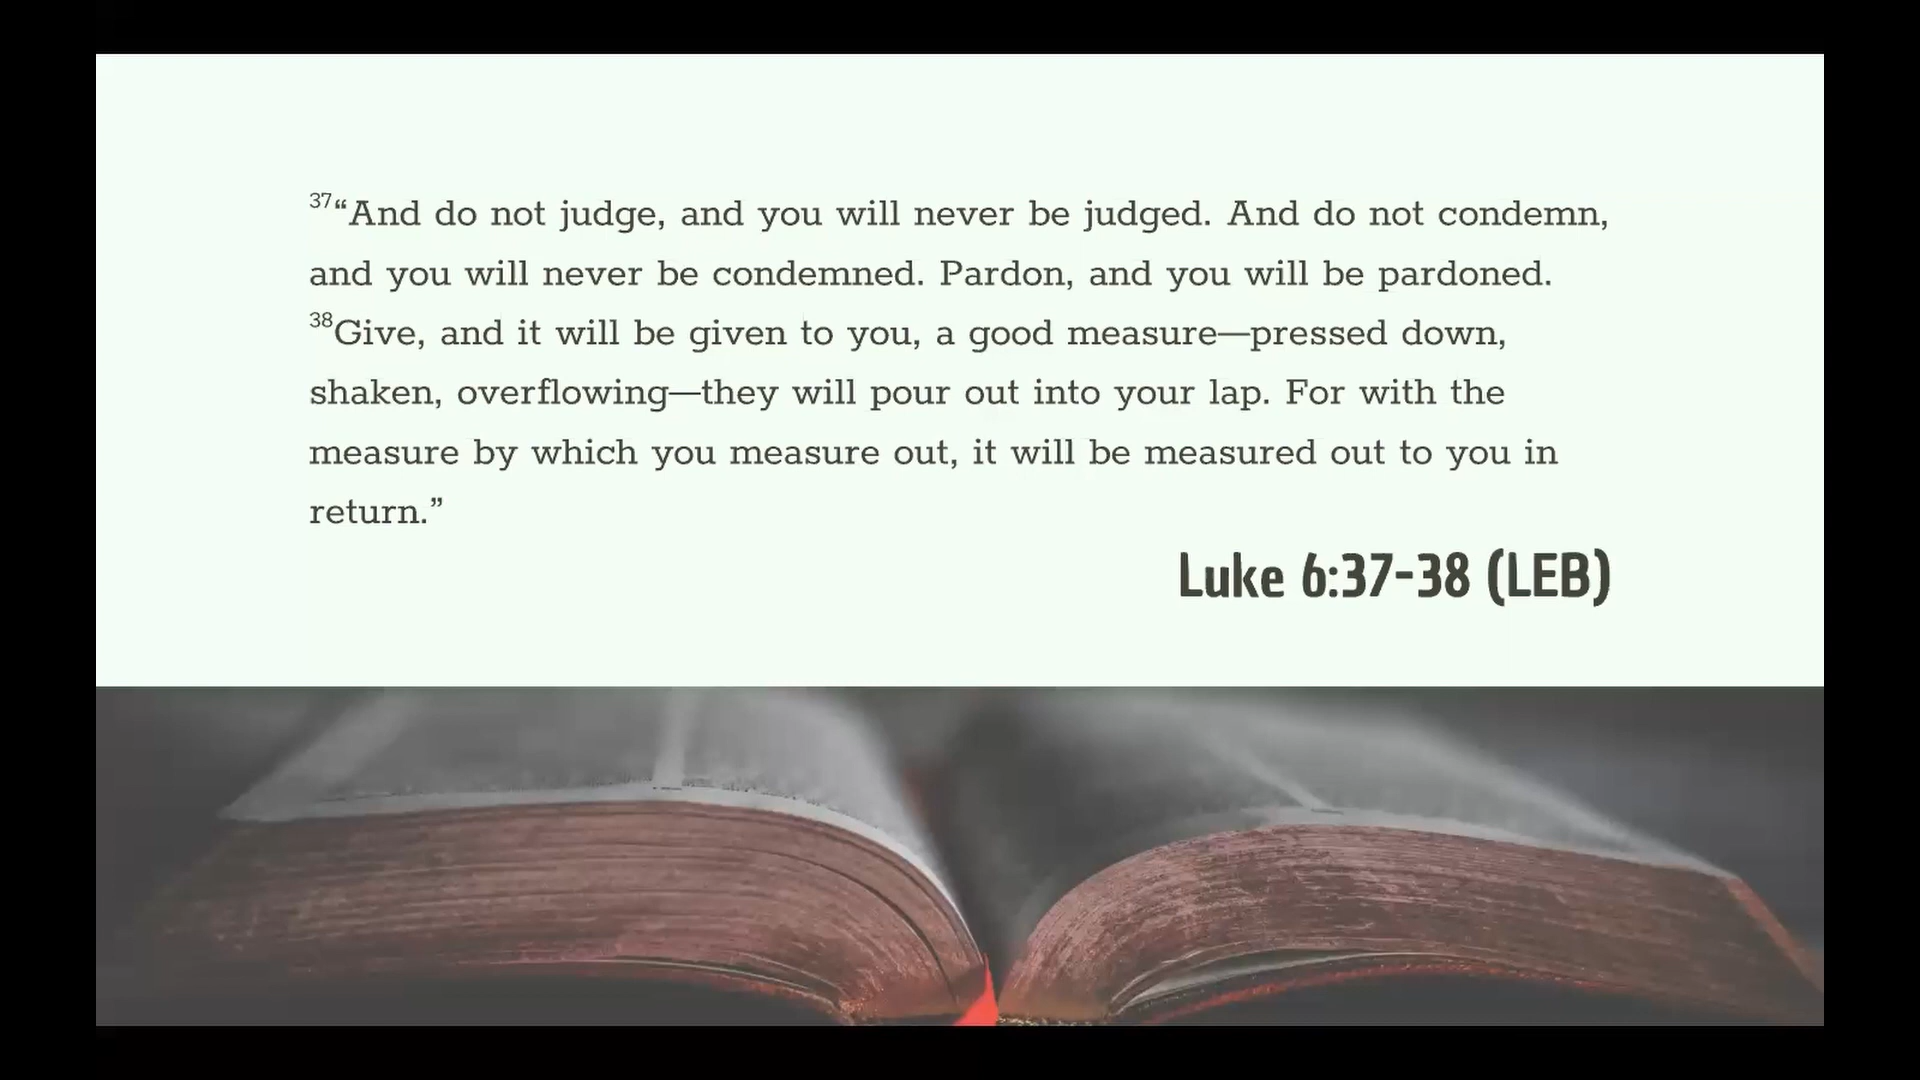 37“And do not judge, and you will never be judged. And do not condemn,
and you will never be condemned. Pardon, and you will be pardoned.
38Give, and it will be given to you, a good measure—pressed down,
shaken, overflowing—they will pour out into your lap. For with the
measure by which you measure out, it will be measured out to you in
return.”
Luke 6:37-38 (LEB)